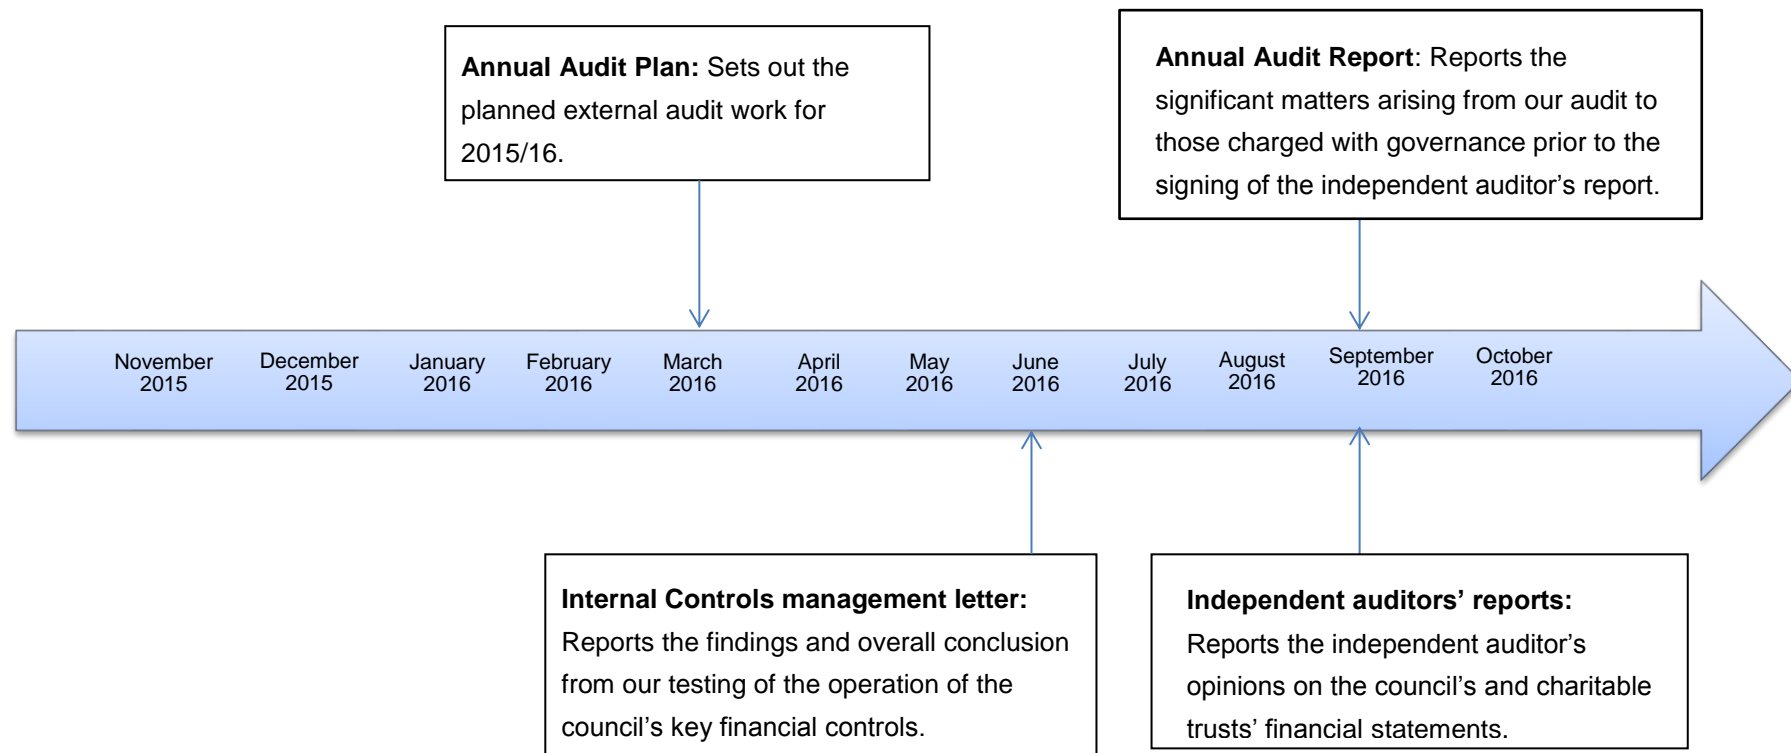 Annual Audit Plan: Sets out the
planned external audit work for
2015/16.
Annual Audit Report: Reports the
significant matters arising from our audit to
those charged with governance prior to the
signing of the independent auditor’s report.
November
2015
December
2015
January
2016
February
2016
March
2016
April
2016
May
2016
June
2016
July
2016
August
2016
September
2016
October
2016
Internal Controls management letter:
Reports the findings and overall conclusion
from our testing of the operation of the
council’s key financial controls.
Independent auditors’ reports:
Reports the independent auditor’s
opinions on the council’s and charitable
trusts’ financial statements.